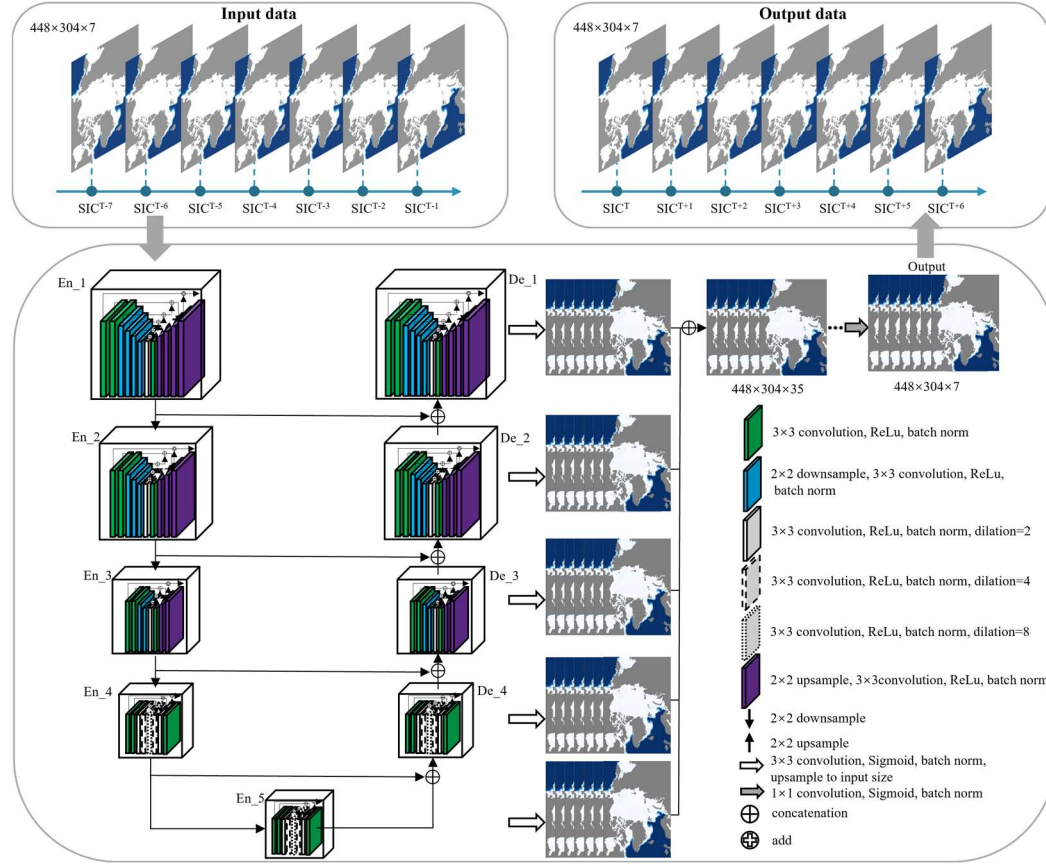 Input data
448×304×7
SIC^T-7 SIC^T-6 SIC^T-5 SIC^T-4 SIC^T-3 SIC^T-2 SIC^T-1
Output data
448×304×7
SIC^T SIC^T+1 SIC^T+2 SIC^T+3 SIC^T+4 SIC^T+5 SIC^T+6
En_1
De_1
En_2
De_2
En_3
De_3
En_4
De_4
En_5
Output
448×304×35
448×304×7
3×3 convolution, ReLu, batch norm
2×2 downsample, 3×3 convolution, ReLu,
batch norm
3×3 convolution, ReLu, batch norm, dilation=2
3×3 convolution, ReLu, batch norm, dilation=4
3×3 convolution, ReLu, batch norm, dilation=8
2×2 upsample, 3×3convolution, ReLu, batch norm
2×2 downsample
2×2 upsample
3×3 convolution, Sigmoid, batch norm,
upsample to input size
1×1 convolution, Sigmoid, batch norm
concatenation
add